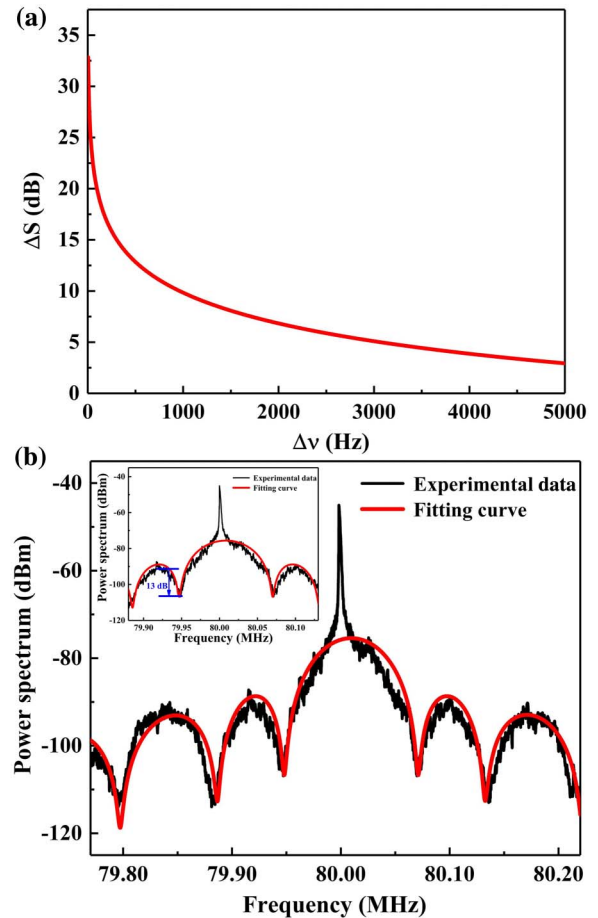 (a)
35
30
25
20
15
10
5
0
ΔS (dB)
0 1000 2000 3000 4000 5000
Δν (Hz)
(b)
-40
-60
-80
-100
-120
Power spectrum (dBm)
79.80 79.90 80.00 80.10 80.20
Frequency (MHz)
Experimental data
Fitting curve
-40
-60
-80
-100
-120
Power spectrum (dBm)
79.90 79.95 80.00 80.05 80.10
Frequency (MHz)
Experimental data
Fitting curve
13 dB